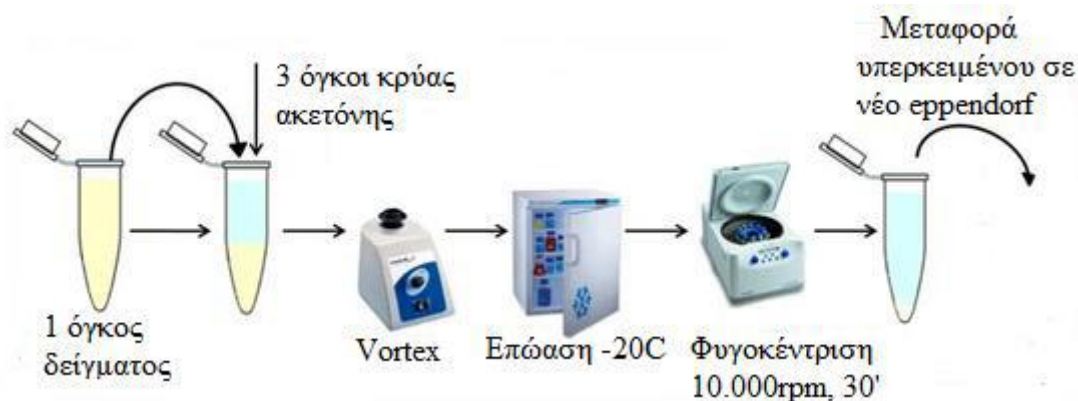 3 όγκοι κρύας
ακετόνης
Μεταφορά
υπερκειμένου σε
νέο eppendorf
1 όγκος
δείγματος
Vortex
Επώαση -20C
Φυγοκέντριση
10.000rpm, 30'